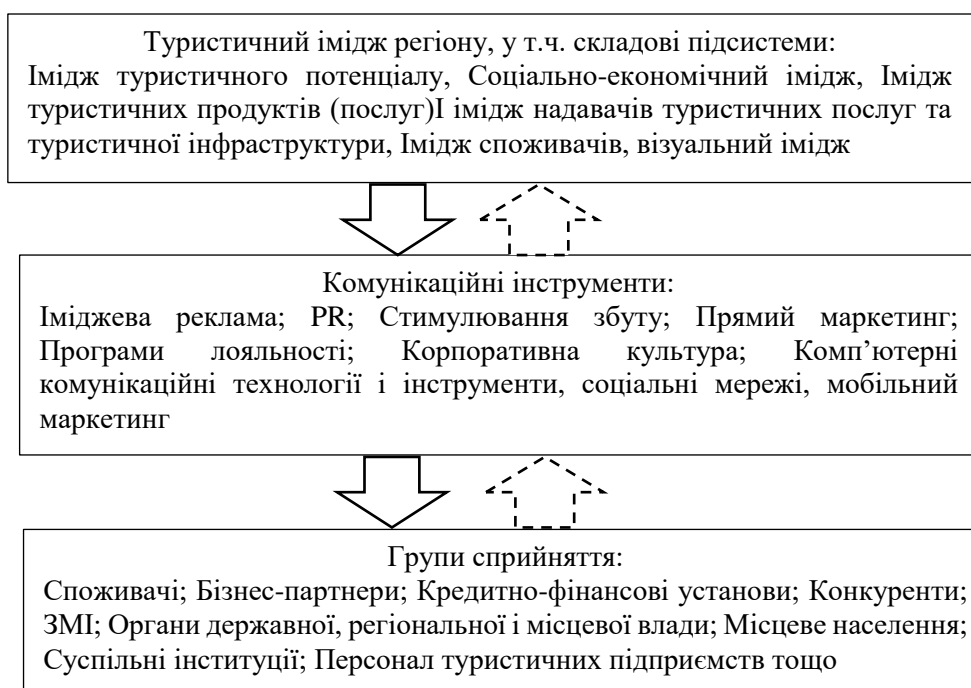 Туристичний імідж регіону, у т.ч. складові підсистеми:
Імідж туристичного потенціалу, Соціально-економічний імідж, Імідж
туристичних продуктів (послуг)І імідж надавачів туристичних послуг та
туристичної інфраструктури, Імідж споживачів, візуальний імідж
Комунікаційні інструменти:
Іміджева реклама; PR; Стимулювання збуту; Прямий маркетинг;
Програми лояльності; Корпоративна культура; Комп’ютерні
комунікаційні технології і інструменти, соціальні мережі, мобільний
маркетинг
Групи сприйняття:
Споживачі; Бізнес-партнери; Кредитно-фінансові установи; Конкуренти;
ЗМІ; Органи державної, регіональної і місцевої влади; Місцеве населення;
Суспільні інституції; Персонал туристичних підприємств тощо